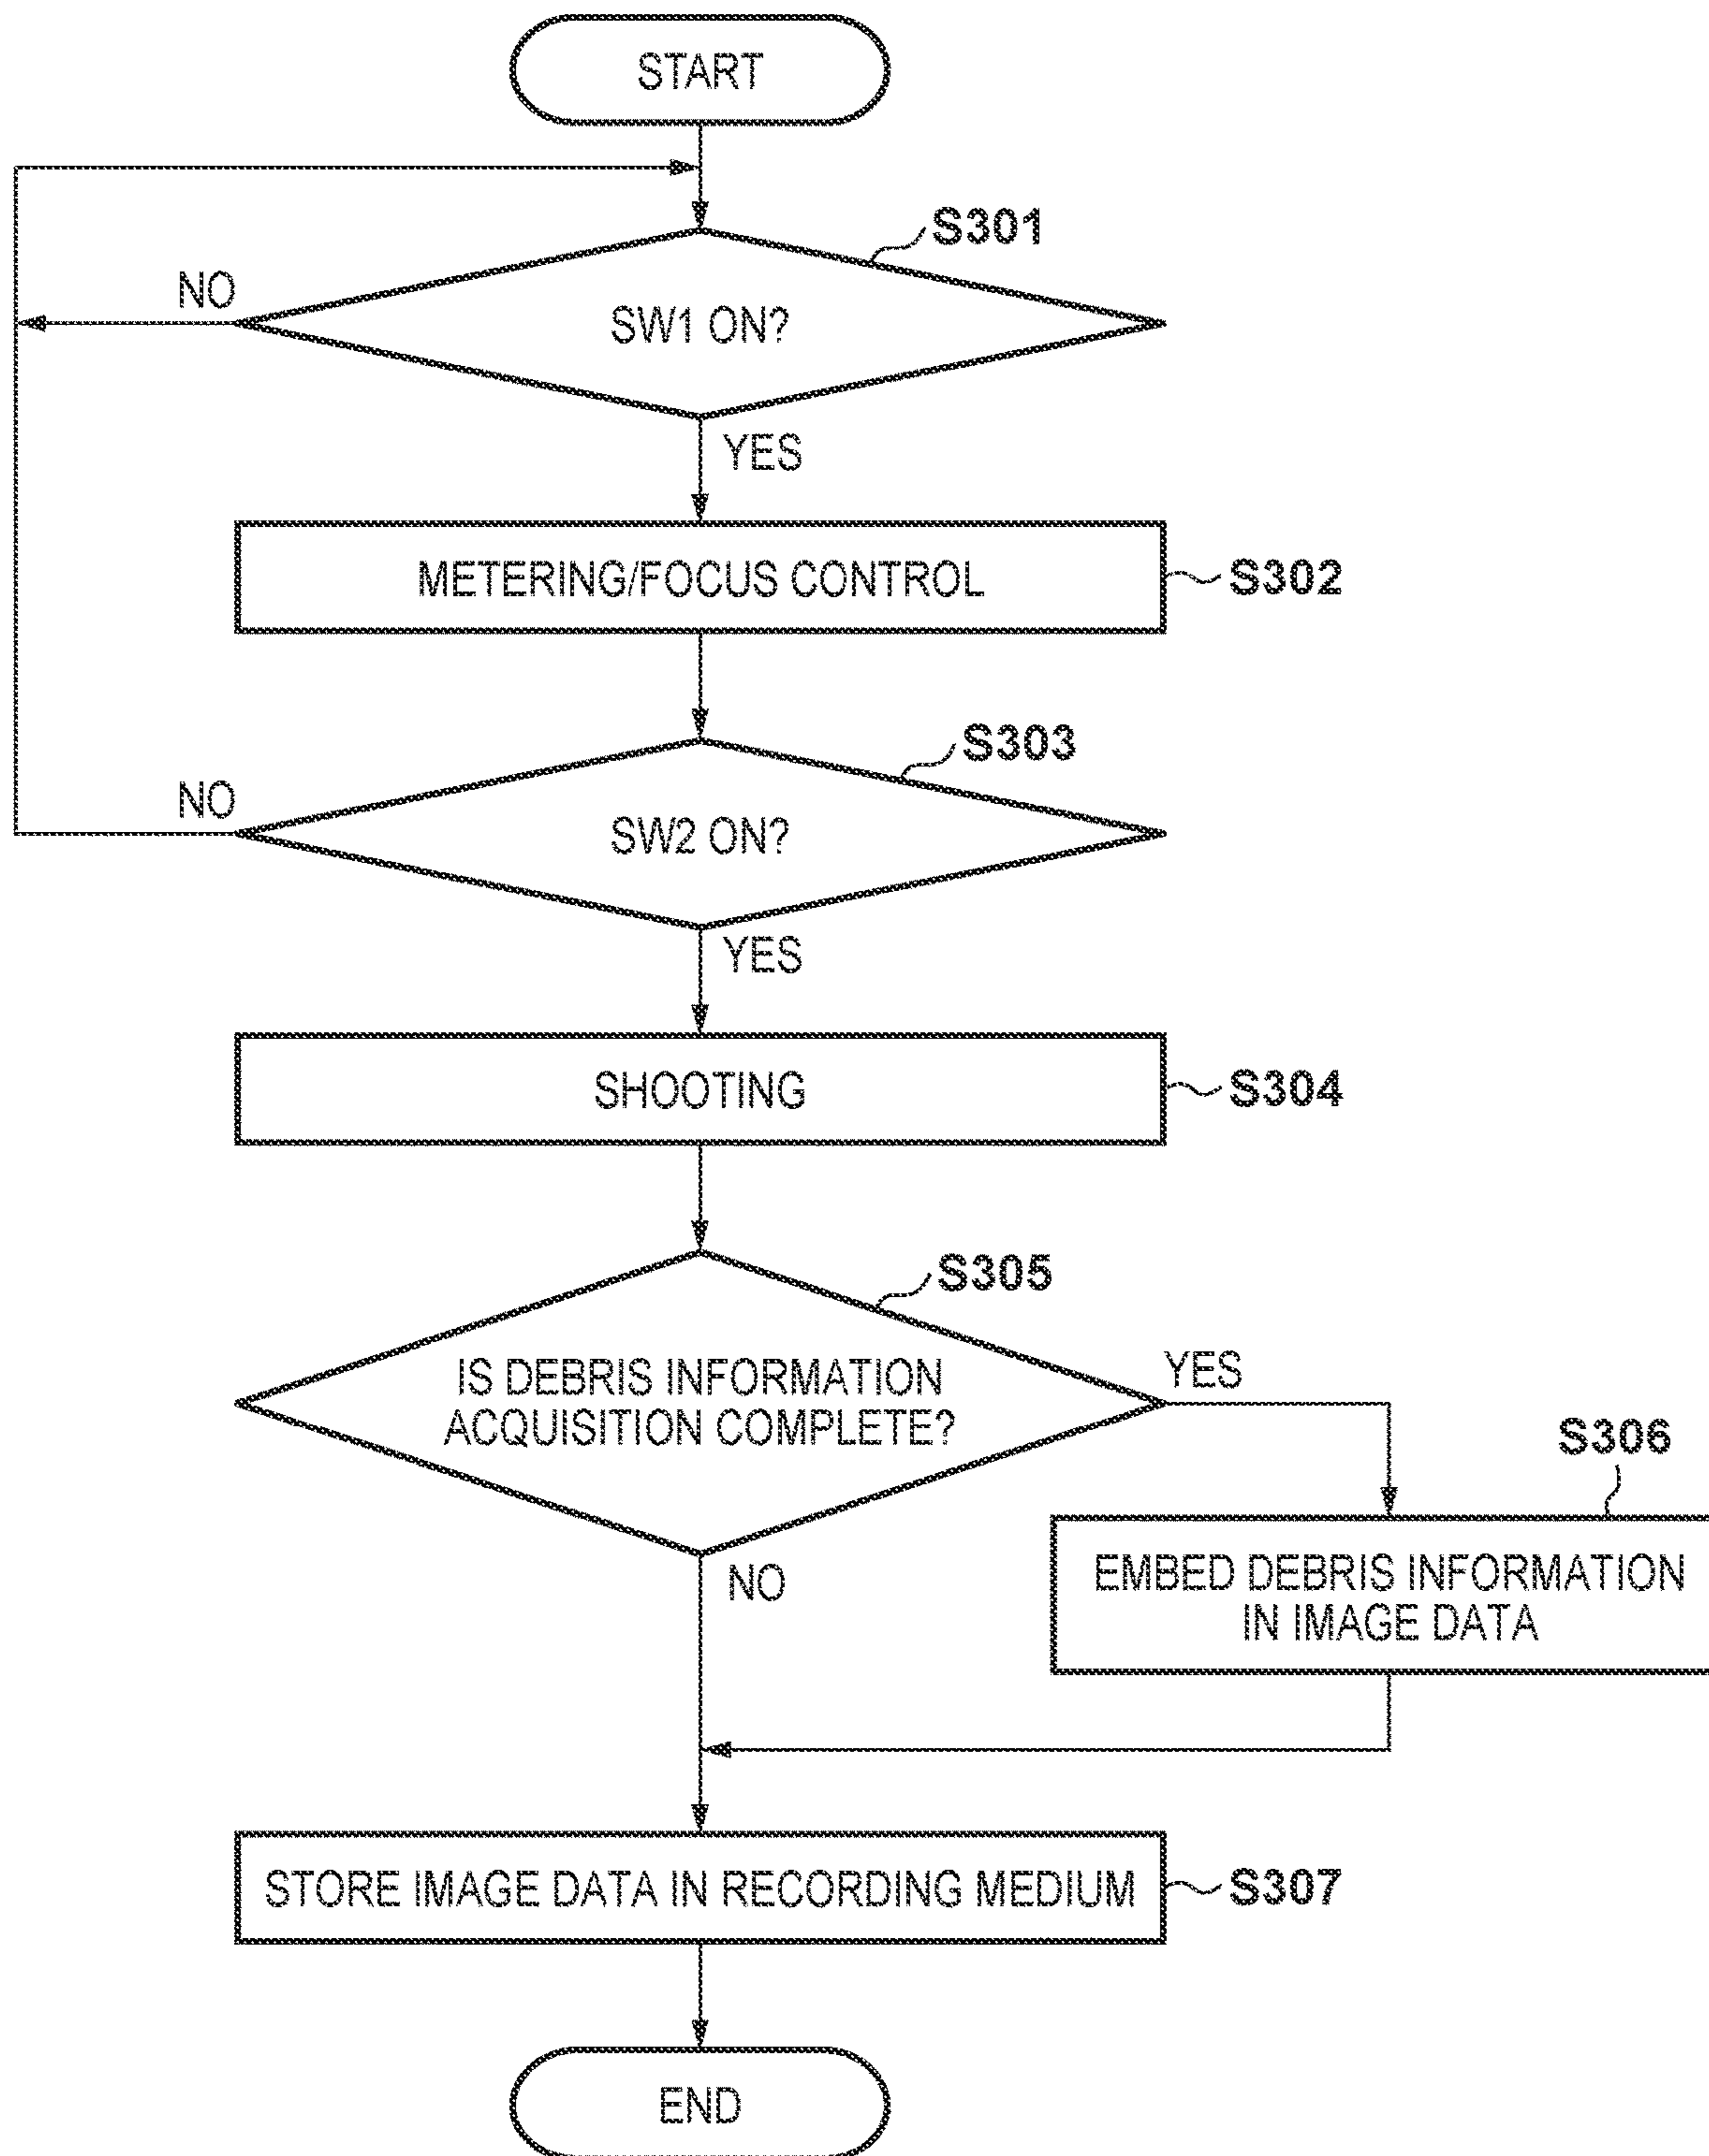 START
S301
NO
SW1 ON?
YES
METERING/FOCUS CONTROL
S302
S303
NO
SW2 ON?
YES
SHOOTING
S304
S305
IS DEBRIS INFORMATION
ACQUISITION COMPLETE?
YES
S306
EMBED DEBRIS INFORMATION
IN IMAGE DATA
NO
STORE IMAGE DATA IN RECORDING MEDIUM
S307
END